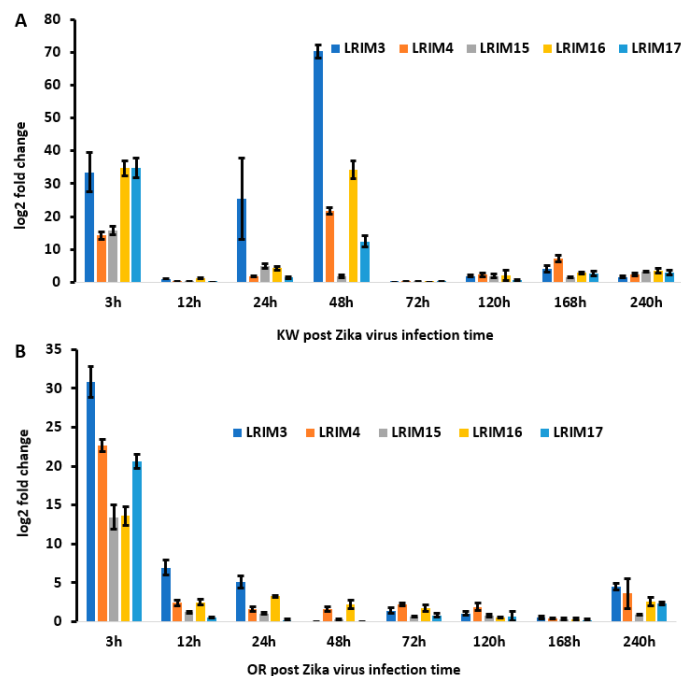 A
80
70
60
50
40
30
20
10
0
log2 fold change
LRIM3 LRIM4 LRIM15 LRIM16 LRIM17
3h 12h 24h 48h 72h 120h 168h 240h
KW post Zika virus infection time
B
35
30
25
20
15
10
5
0
log2 fold change
LRIM3 LRIM4 LRIM15 LRIM16 LRIM17
3h 12h 24h 48h 72h 120h 168h 240h
OR post Zika virus infection time